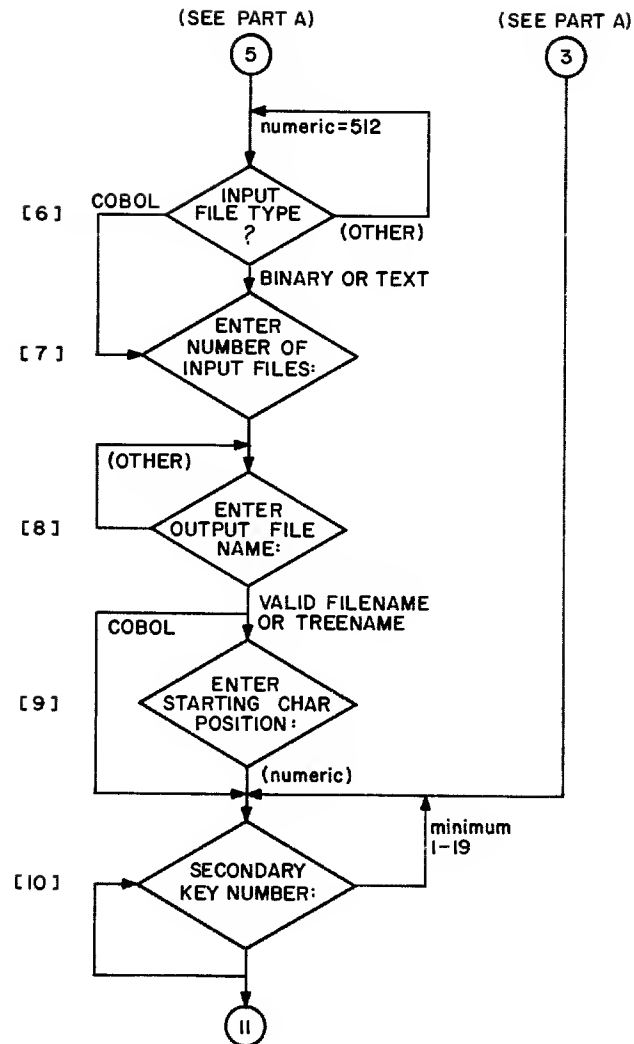 (SEE PART A)
(SEE PART A)
5
3
numeric=512
[6]
COBOL
INPUT
FILE TYPE
?
(OTHER)
BINARY OR TEXT
[7]
ENTER
NUMBER OF
INPUT FILES:
(OTHER)
[8]
ENTER
OUTPUT FILE
NAME:
VALID FILENAME
OR TREENAME
COBOL
[9]
ENTER
STARTING CHAR
POSITION:
(numeric)
minimum
1-19
[10]
SECONDARY
KEY NUMBER:
11